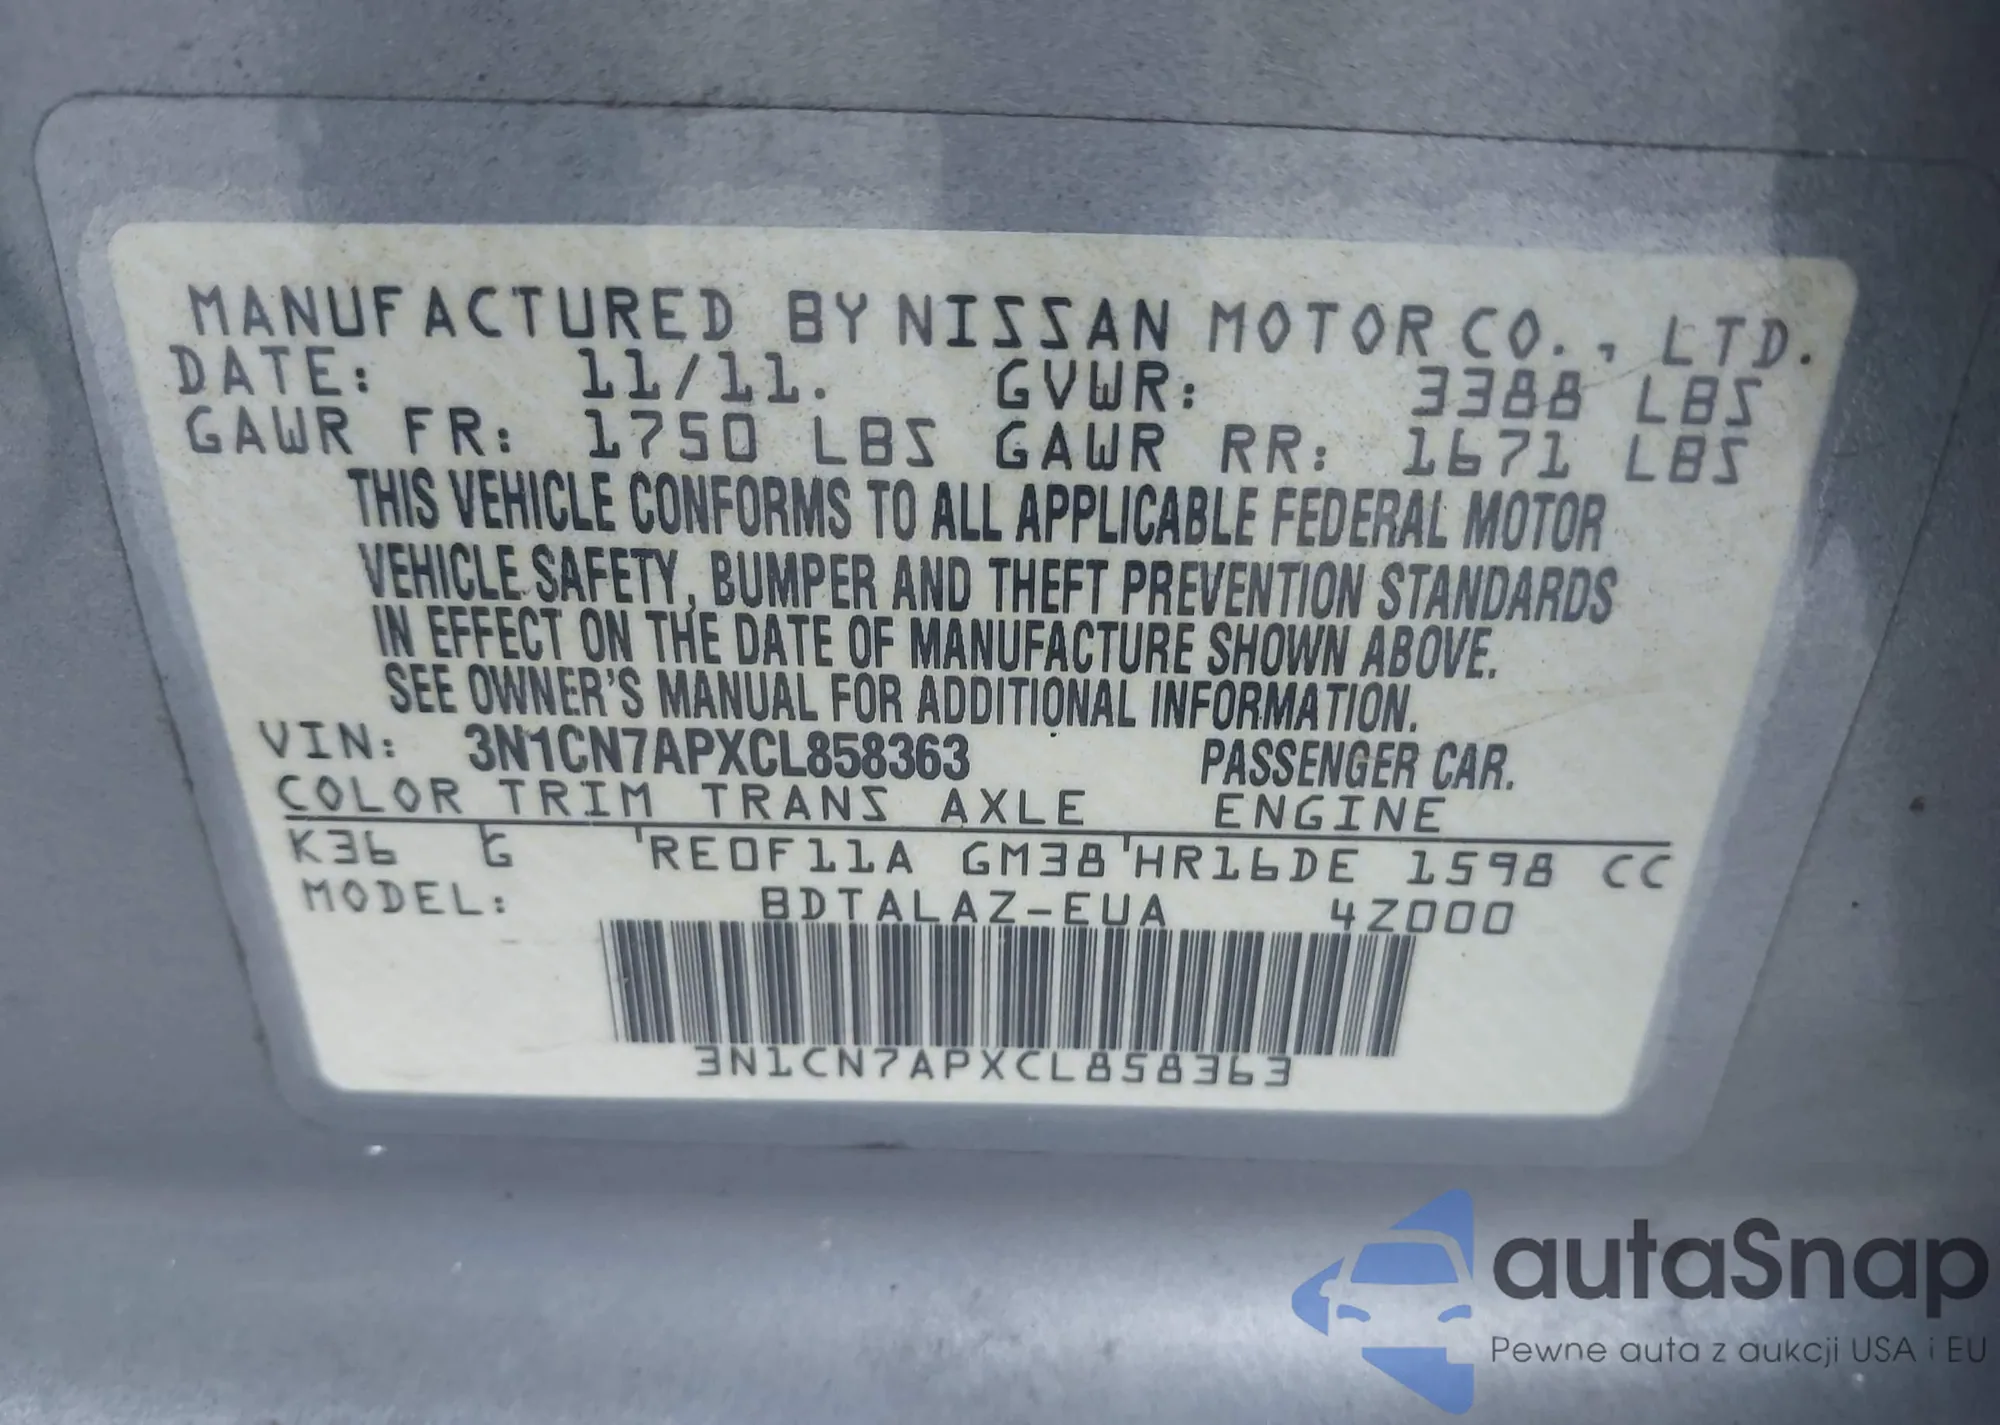 MANUFACTURED BY NISSAN MOTOR CO., LTD.
DATE: 11/11. GVWR: 3388 LBS
GAWR FR: 1750 LBS GAWR RR: 1671 LBS
THIS VEHICLE CONFORMS TO ALL APPLICABLE FEDERAL MOTOR
VEHICLE SAFETY, BUMPER AND THEFT PREVENTION STANDARDS
IN EFFECT ON THE DATE OF MANUFACTURE SHOWN ABOVE.
SEE OWNER'S MANUAL FOR ADDITIONAL INFORMATION.
VIN: 3N1CN7APXCL858363 PASSENGER CAR.
COLOR TRIM TRANS AXLE ENGINE
K36 G RE0F11A GM38 HR16DE 1598 CC
MODEL: BDTALAZ-EUA 4Z000
3N1CN7APXCL858363
autaSnap
Pewne auta z aukcji USA i EU